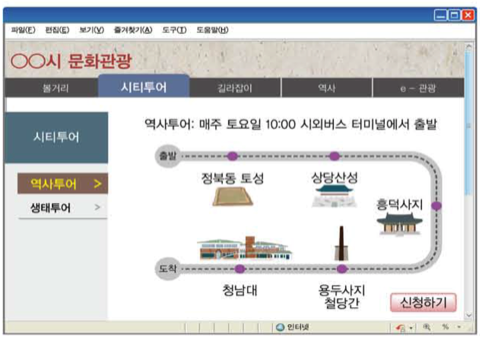 파일(F) 편집(E) 보기(V) 즐겨찾기(A) 도구(T) 도움말(H)
○○시 문화관광
볼거리 시티투어 길라잡이 역사 e - 관광
시티투어
역사투어 >
생태투어 >
역사투어: 매주 토요일 10:00 시외버스 터미널에서 출발
출발
정북동 토성 상당산성
흥덕사지
도착
청남대 용두사지
철당간
신청하기
인터넷
%